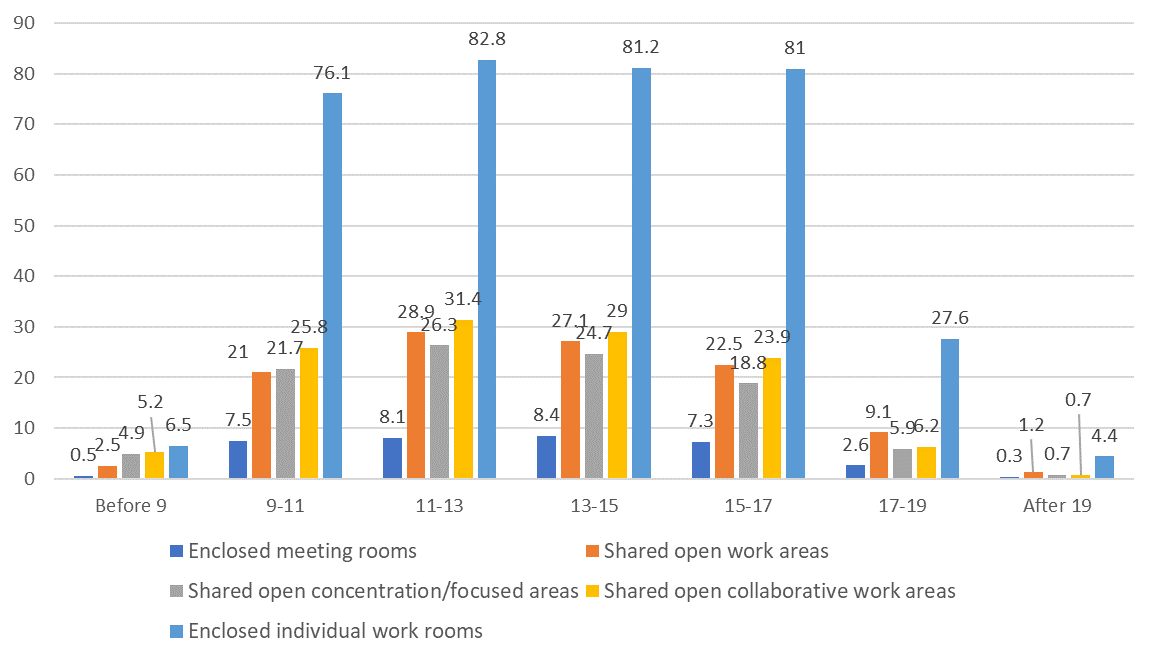 90
80
70
60
50
40
30
20
10
0
0.5 2.5 4.9 5.2 6.5
7.5 21 21.7 25.8 76.1
8.1 28.9 26.3 31.4 82.8
8.4 27.1 24.7 29 81.2
7.3 22.5 18.8 23.9 81
2.6 9.1 5.9 6.2 27.6
0.3 1.2 0.7 0.7 4.4
Before 9 9-11 11-13 13-15 15-17 17-19 After 19
Enclosed meeting rooms Shared open work areas
Shared open concentration/focused areas Shared open collaborative work areas
Enclosed individual work rooms